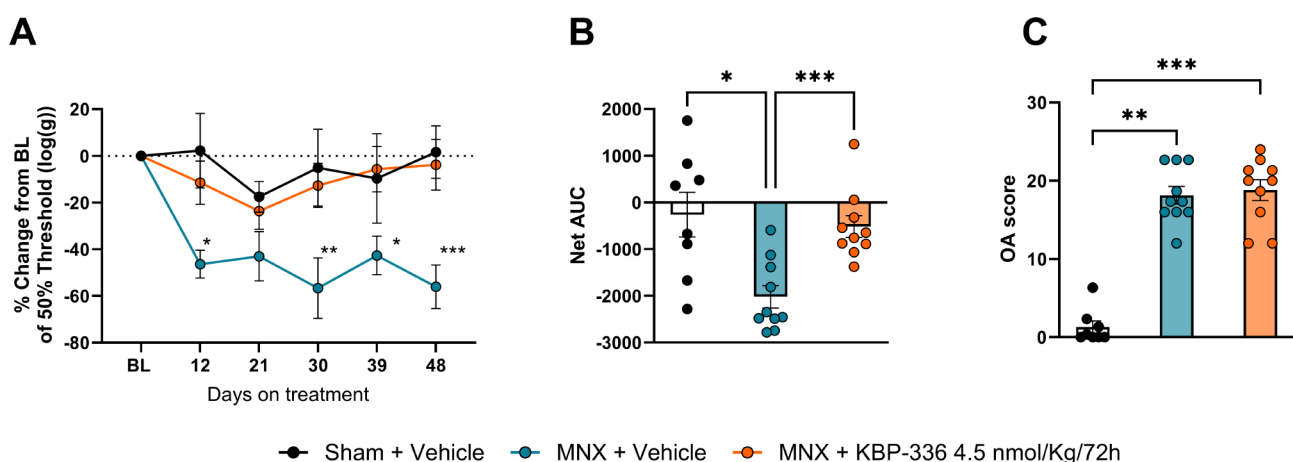 A
B
C
% Change from BL
of 50% Threshold (log(g))
20
0
-20
-40
-60
-80
*
**
*
***
BL
12
21
30
39
48
Days on treatment
*
***
Net AUC
2000
1000
0
-1000
-2000
-3000
***
**
OA score
30
20
10
0
Sham + Vehicle
MNX + Vehicle
MNX + KBP-336 4.5 nmol/Kg/72h